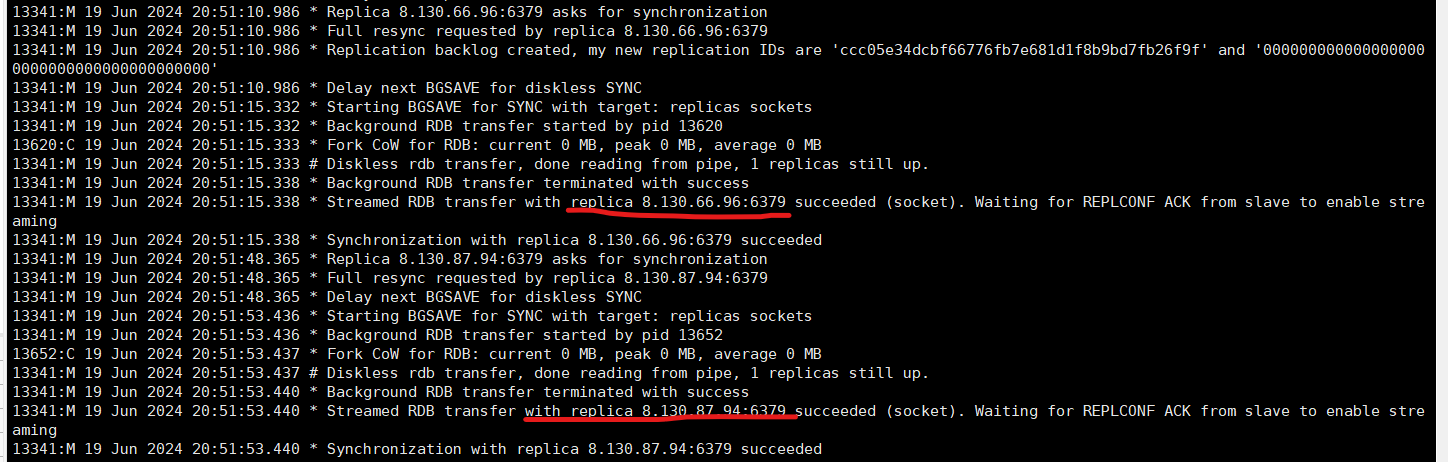 13341:M 19 Jun 2024 20:51:10.986 * Replica 8.130.66.96:6379 asks for synchronization
13341:M 19 Jun 2024 20:51:10.986 * Full resync requested by replica 8.130.66.96:6379
13341:M 19 Jun 2024 20:51:10.986 * Replication backlog created, my new replication IDs are 'ccc05e34dcbf66776fb7e681d1f8b9bd7fb26f9f' and '000000000000000000
0000000000000000000000'
13341:M 19 Jun 2024 20:51:10.986 * Delay next BGSAVE for diskless SYNC
13341:M 19 Jun 2024 20:51:15.332 * Starting BGSAVE for SYNC with target: replicas sockets
13341:M 19 Jun 2024 20:51:15.332 * Background RDB transfer started by pid 13620
13620:C 19 Jun 2024 20:51:15.333 * Fork CoW for RDB: current 0 MB, peak 0 MB, average 0 MB
13341:M 19 Jun 2024 20:51:15.333 # Diskless rdb transfer, done reading from pipe, 1 replicas still up.
13341:M 19 Jun 2024 20:51:15.338 * Background RDB transfer terminated with success
13341:M 19 Jun 2024 20:51:15.338 * Streamed RDB transfer with replica 8.130.66.96:6379 succeeded (socket). Waiting for REPLCONF ACK from slave to enable stre
aming
13341:M 19 Jun 2024 20:51:15.338 * Synchronization with replica 8.130.66.96:6379 succeeded
13341:M 19 Jun 2024 20:51:48.365 * Replica 8.130.87.94:6379 asks for synchronization
13341:M 19 Jun 2024 20:51:48.365 * Full resync requested by replica 8.130.87.94:6379
13341:M 19 Jun 2024 20:51:48.365 * Delay next BGSAVE for diskless SYNC
13341:M 19 Jun 2024 20:51:53.436 * Starting BGSAVE for SYNC with target: replicas sockets
13341:M 19 Jun 2024 20:51:53.436 * Background RDB transfer started by pid 13652
13652:C 19 Jun 2024 20:51:53.437 * Fork CoW for RDB: current 0 MB, peak 0 MB, average 0 MB
13341:M 19 Jun 2024 20:51:53.437 # Diskless rdb transfer, done reading from pipe, 1 replicas still up.
13341:M 19 Jun 2024 20:51:53.440 * Background RDB transfer terminated with success
13341:M 19 Jun 2024 20:51:53.440 * Streamed RDB transfer with replica 8.130.87.94:6379 succeeded (socket). Waiting for REPLCONF ACK from slave to enable stre
aming
13341:M 19 Jun 2024 20:51:53.440 * Synchronization with replica 8.130.87.94:6379 succeeded